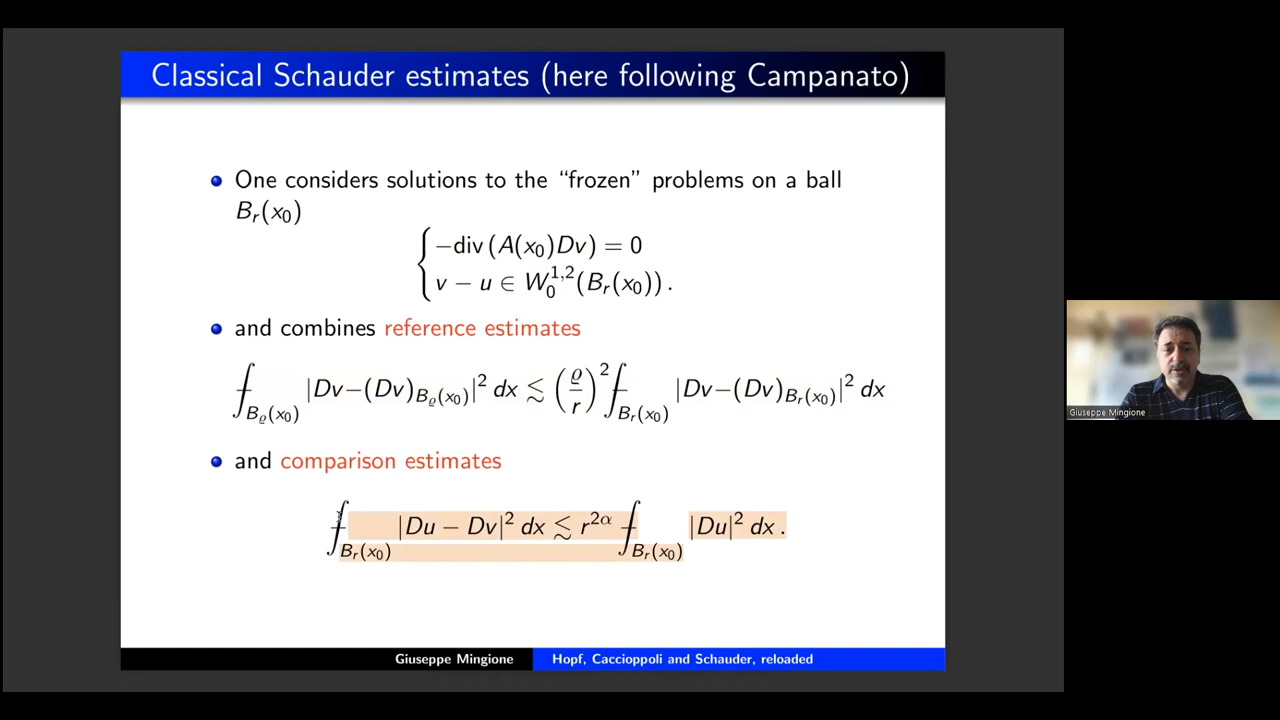 Classical Schauder estimates (here following Campanato)
One considers solutions to the “frozen” problems on a ball
B_r(x_0)
−div (A(x_0)Dv) = 0
v − u ∈ W_0^{1,2}(B_r(x_0)) .
and combines reference estimates
⨍_{B_ϱ(x_0)} |Dv−(Dv)_{B_ϱ(x_0)}|^2 dx ≲ (ϱ/r)^2 ⨍_{B_r(x_0)} |Dv−(Dv)_{B_r(x_0)}|^2 dx
and comparison estimates
⨍_{B_r(x_0)} |Du − Dv|^2 dx ≲ r^{2α} ⨍_{B_r(x_0)} |Du|^2 dx .
Giuseppe Mingione
Giuseppe Mingione Hopf, Caccioppoli and Schauder, reloaded